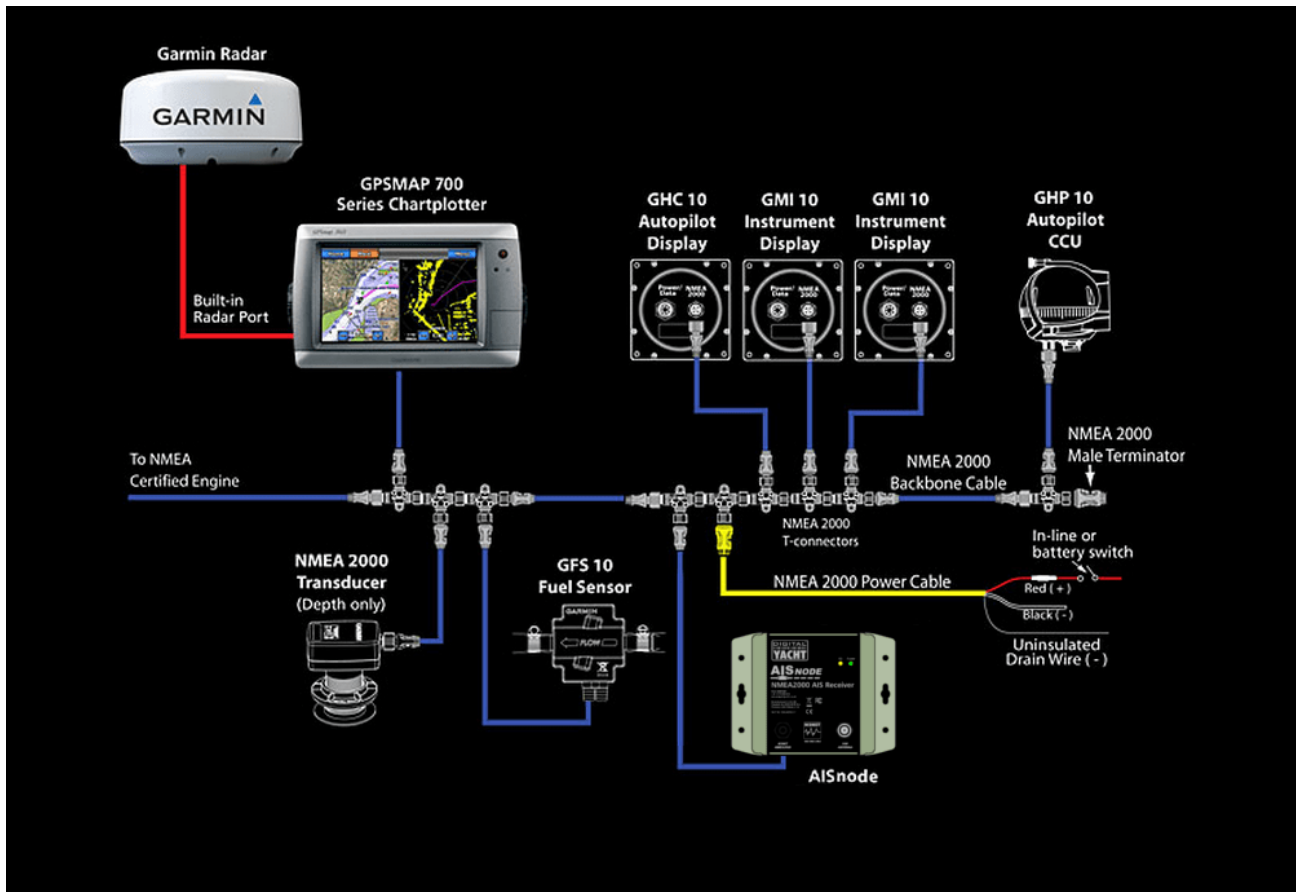 Garmin Radar
GARMIN
GPSMAP 700
Series Chartplotter
Built-in
Radar Port
GHC 10
Autopilot
Display
GMI 10
Instrument
Display
GMI 10
Instrument
Display
GHP 10
Autopilot
CCU
Power/
Data
NMEA
2000
Power/
Data
NMEA
2000
Power/
Data
NMEA
2000
To NMEA
Certified Engine
NMEA 2000
Backbone Cable
NMEA 2000
Male Terminator
NMEA 2000
T-connectors
In-line or
battery switch
NMEA 2000
Transducer
(Depth only)
GFS 10
Fuel Sensor
GARMIN
FLOW
NMEA 2000 Power Cable
Red (+)
Black (-)
Uninsulated
Drain Wire (-)
DIGITAL
YACHT
AISNODE
NMEA2000 AIS Receiver
AISnode